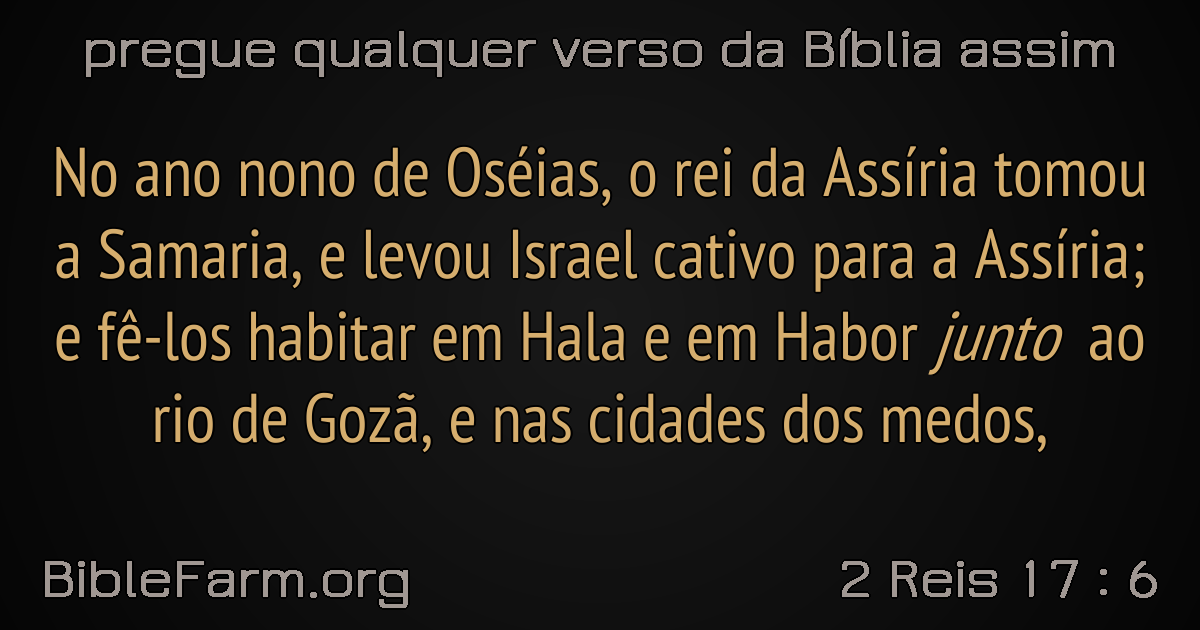 pregue qualquer verso da Bíblia assim
No ano nono de Oséias, o rei da Assíria tomou
a Samaria, e levou Israel cativo para a Assíria;
e fê-los habitar em Hala e em Habor junto ao
rio de Gozã, e nas cidades dos medos,
BibleFarm.org
2 Reis 17 : 6